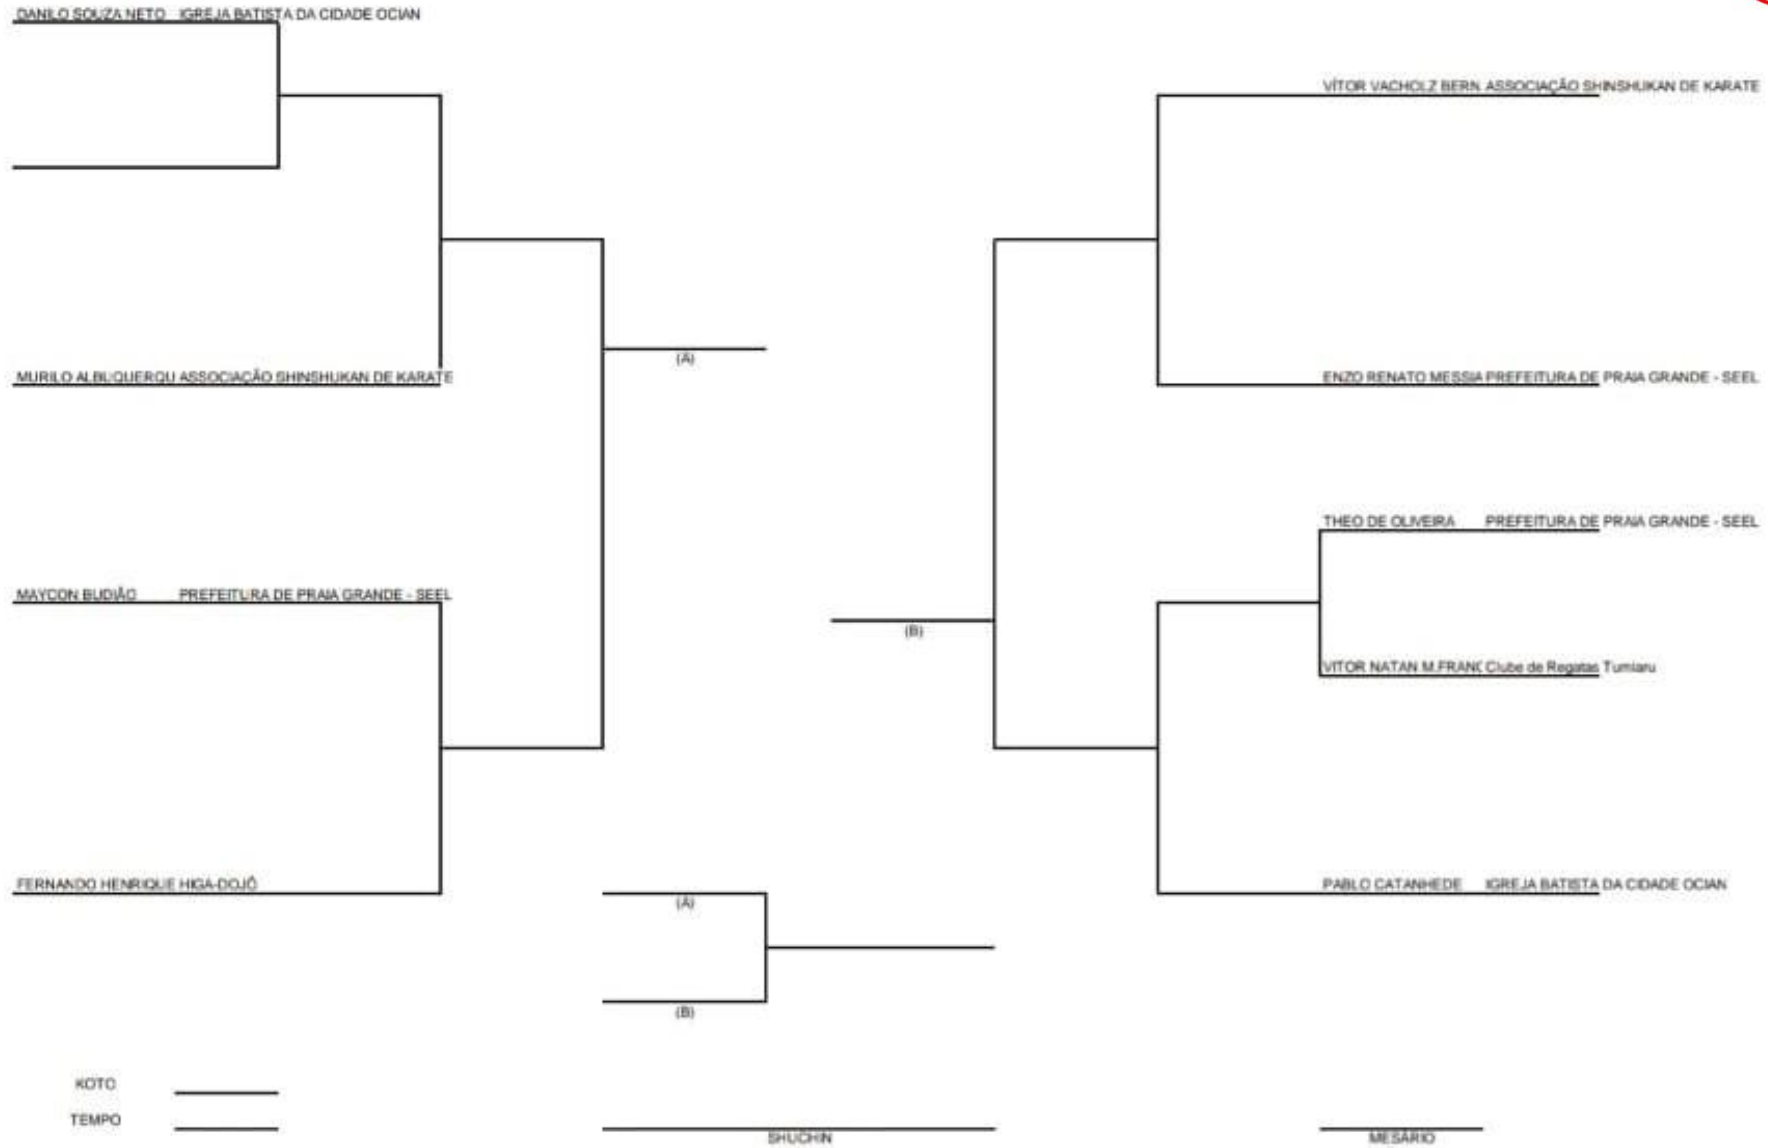 DANILO SOUZA NETO IGREJA BATISTA DA CIDADE OCIAN
VÍTOR VACHOLZ BERN ASSOCIAÇÃO SHINSHUKAN DE KARATE
(A)
MURILO ALBUQUERQU ASSOCIAÇÃO SHINSHUKAN DE KARATE
ENZO RENATO MESSIA PREFEITURA DE PRAIA GRANDE - SEEL
THEO DE OLIVEIRA PREFEITURA DE PRAIA GRANDE - SEEL
MAYCON BUDIÃO PREFEITURA DE PRAIA GRANDE - SEEL
(B)
VITOR NATAN M.FRANC Clube de Regatas Tumiaru
FERNANDO HENRIQUE HIGA-DOJÔ
PABLO CATANHEDE IGREJA BATISTA DA CIDADE OCIAN
(A)
(B)
KOTO
TEMPO
SHUCHIN
MESÁRIO